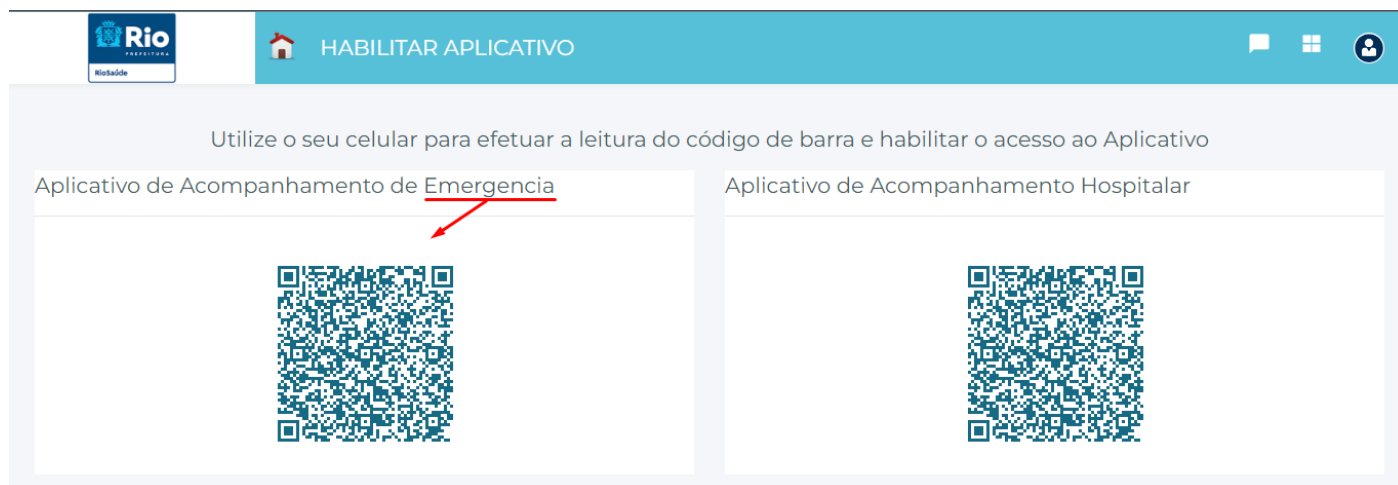 Rio
PREFEITURA
RioSaúde
HABILITAR APLICATIVO
Utilize o seu celular para efetuar a leitura do código de barra e habilitar o acesso ao Aplicativo
Aplicativo de Acompanhamento de Emergencia
Aplicativo de Acompanhamento Hospitalar